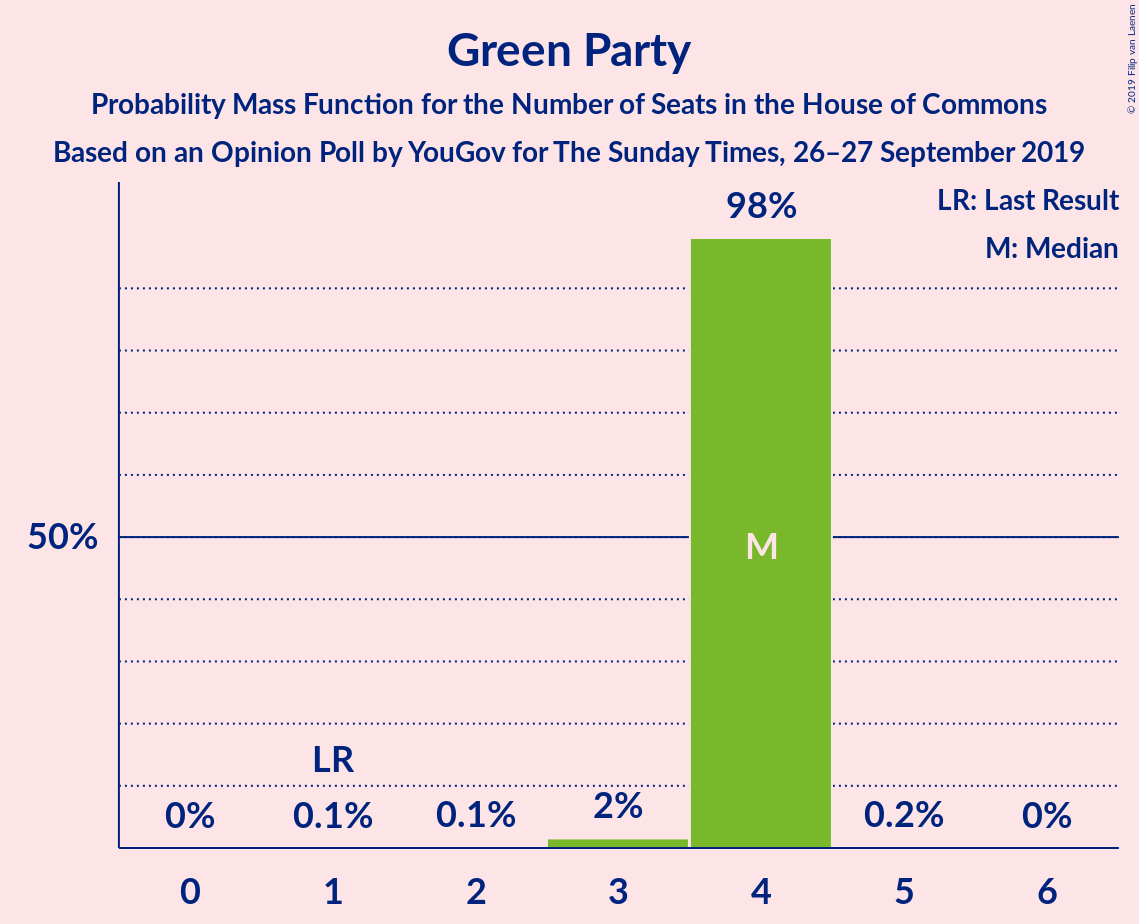 Green Party
Probability Mass Function for the Number of Seats in the House of Commons
Based on an Opinion Poll by YouGov for The Sunday Times, 26–27 September 2019
© 2019 Filip van Laenen
LR: Last Result
M: Median
98%
50%
M
LR
0% 0.1% 0.1% 2% 0.2% 0%
0 1 2 3 4 5 6